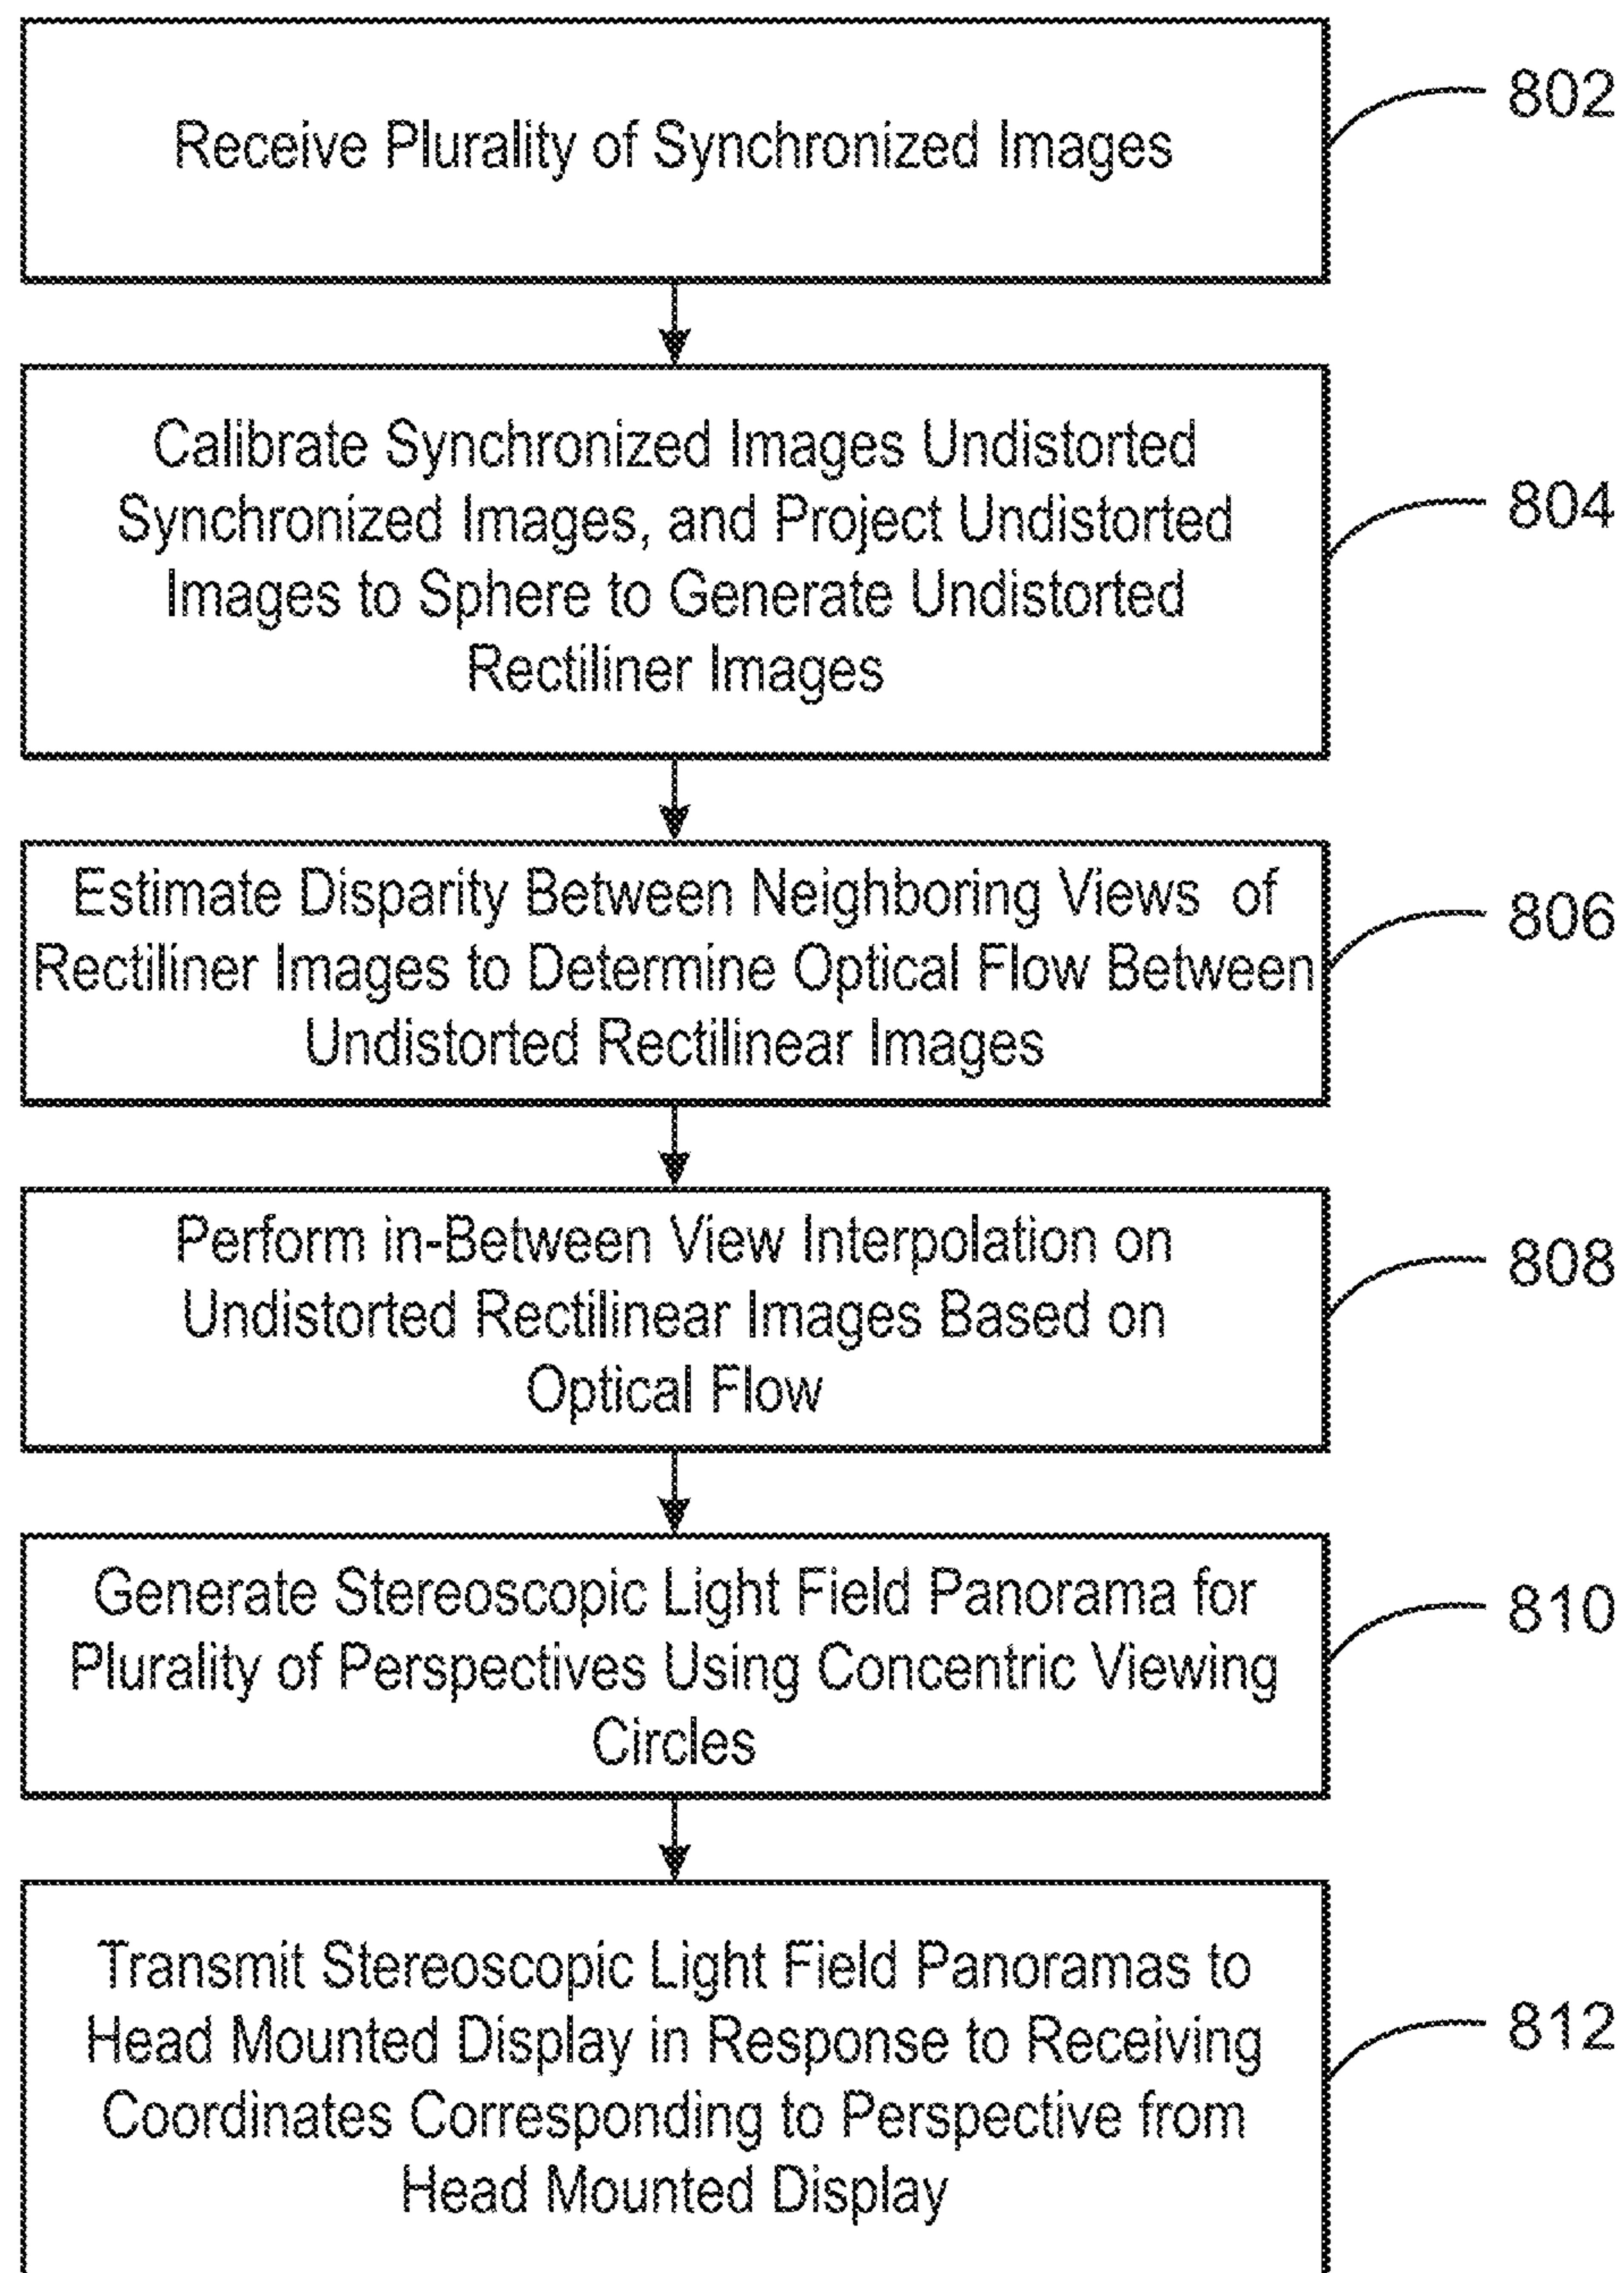 Receive Plurality of Synchronized Images
802
Calibrate Synchronized Images Undistorted
Synchronized Images, and Project Undistorted
Images to Sphere to Generate Undistorted
Rectiliner Images
804
Estimate Disparity Between Neighboring Views of
Rectiliner Images to Determine Optical Flow Between
Undistorted Rectilinear Images
806
Perform in-Between View Interpolation on
Undistorted Rectilinear Images Based on
Optical Flow
808
Generate Stereoscopic Light Field Panorama for
Plurality of Perspectives Using Concentric Viewing
Circles
810
Transmit Stereoscopic Light Field Panoramas to
Head Mounted Display in Response to Receiving
Coordinates Corresponding to Perspective from
Head Mounted Display
812